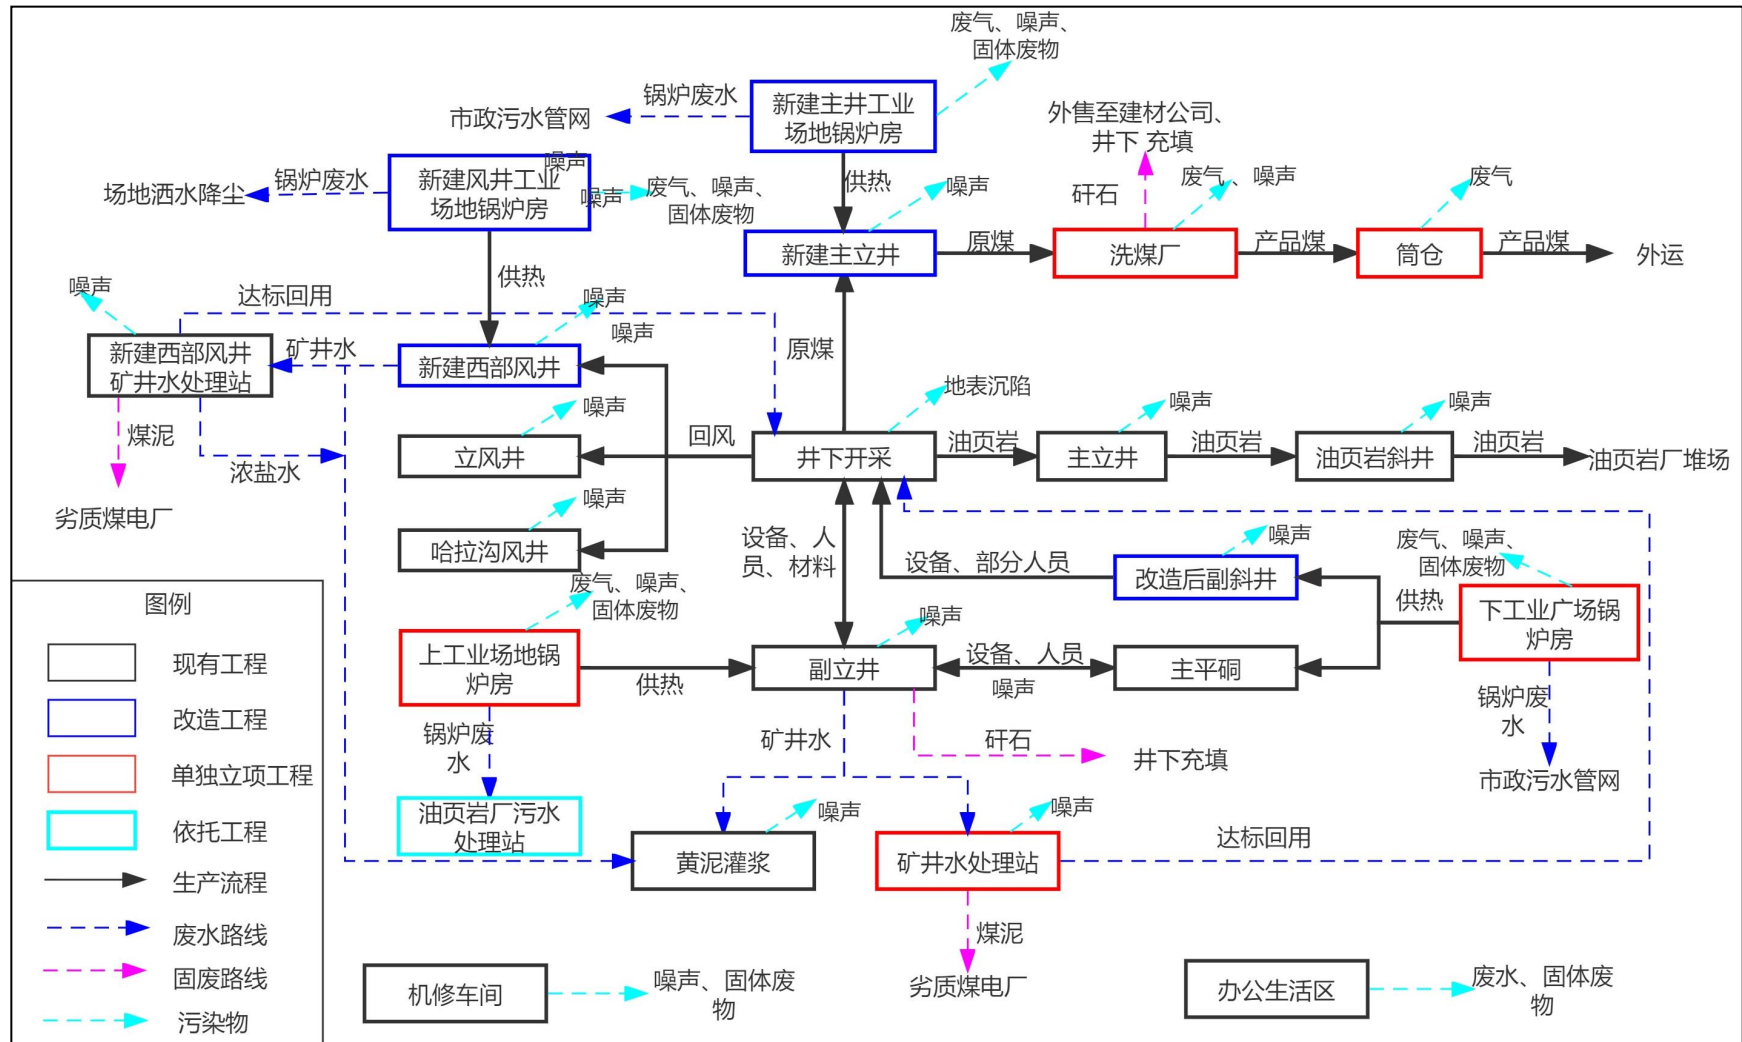 废气、噪声、
固体废物
锅炉废水
市政污水管网
新建主井工业
场地锅炉房
外售至建材公司、
井下 充填
噪声
锅炉废水
场地洒水降尘
新建风井工业
场地锅炉房
噪声
废气、噪声、
固体废物
供热
噪声
矸石
废气 、噪声
废气
新建主立井
原煤
洗煤厂
产品煤
筒仓
产品煤
外运
供热
噪声
达标回用
噪声
噪声
新建西部风井
矿井水处理站
矿井水
新建西部风井
原煤
地表沉陷
噪声
噪声
噪声
煤泥
浓盐水
立风井
回风
井下开采
油页岩
主立井
油页岩
油页岩斜井
油页岩
油页岩厂堆场
劣质煤电厂
噪声
哈拉沟风井
设备、人
员、材料
设备、部分人员
噪声
改造后副斜井
废气、噪声、
固体废物
供热
下工业广场锅
炉房
废气、噪声、
固体废物
上工业场地锅
炉房
供热
噪声
副立井
设备、人员
噪声
主平硐
锅炉废
水
锅炉废
水
矿井水
矸石
井下充填
市政污水管网
油页岩厂污水
处理站
噪声
黄泥灌浆
噪声
矿井水处理站
达标回用
煤泥
劣质煤电厂
机修车间
噪声、固体废
物
办公生活区
废水、固体废
物
图例
现有工程
改造工程
单独立项工程
依托工程
生产流程
废水路线
固废路线
污染物